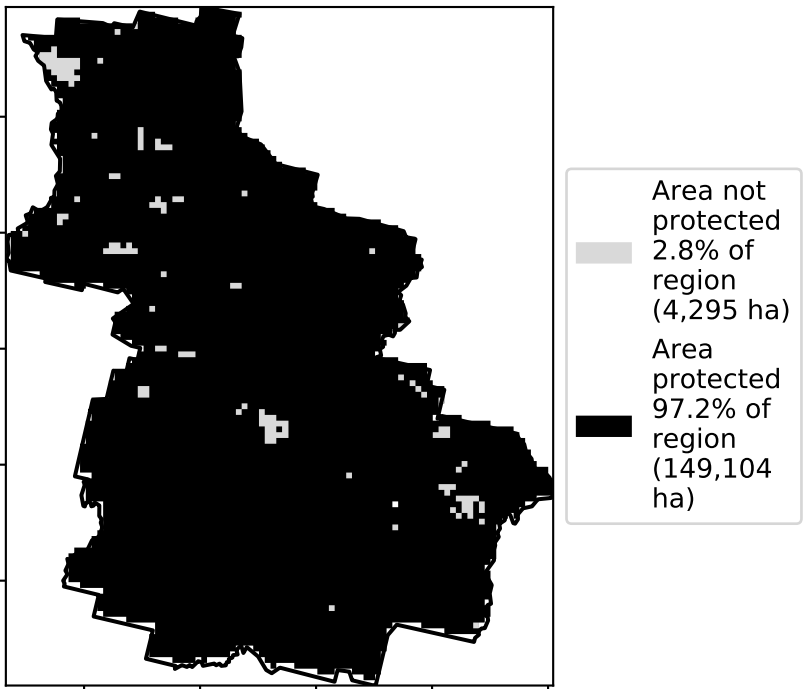 Area not
protected
2.8% of
region
(4,295 ha)
Area
protected
97.2% of
region
(149,104
ha)